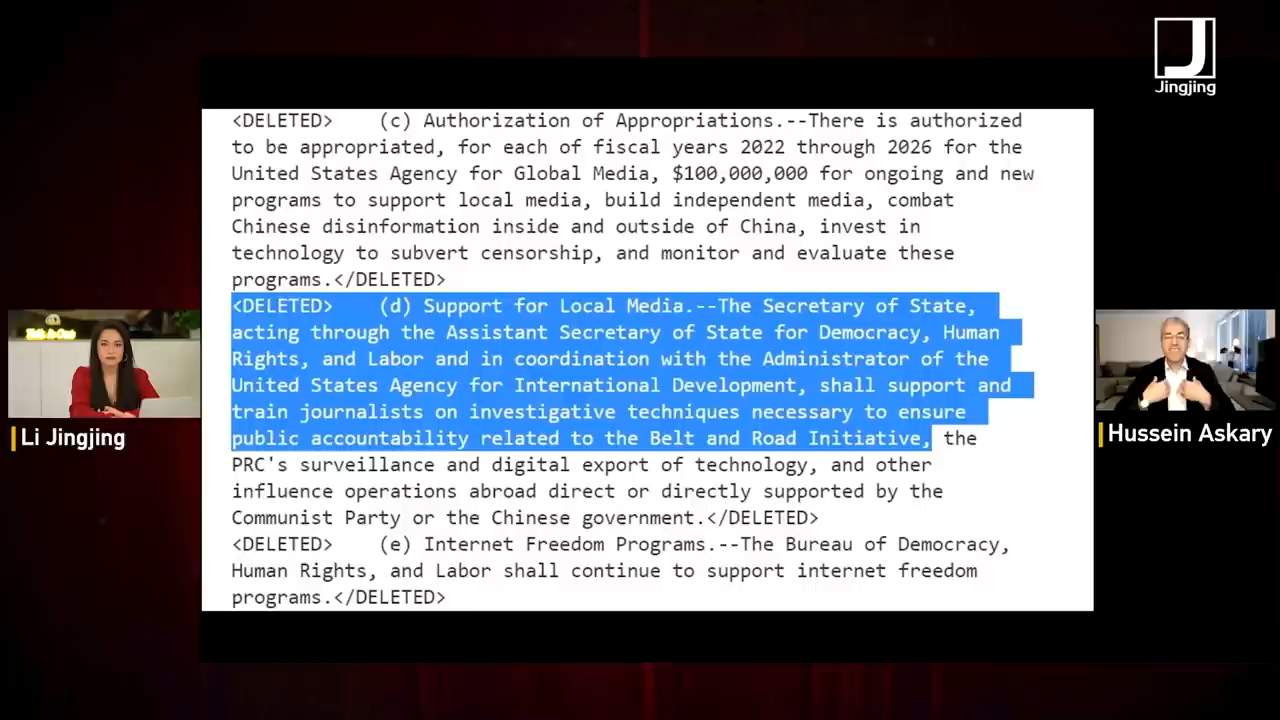 J
Jingjing
<DELETED>    (c) Authorization of Appropriations.--There is authorized
to be appropriated, for each of fiscal years 2022 through 2026 for the
United States Agency for Global Media, $100,000,000 for ongoing and new
programs to support local media, build independent media, combat
Chinese disinformation inside and outside of China, invest in
technology to subvert censorship, and monitor and evaluate these
programs.</DELETED>
<DELETED>    (d) Support for Local Media.--The Secretary of State,
acting through the Assistant Secretary of State for Democracy, Human
Rights, and Labor and in coordination with the Administrator of the
United States Agency for International Development, shall support and
train journalists on investigative techniques necessary to ensure
public accountability related to the Belt and Road Initiative, the
PRC's surveillance and digital export of technology, and other
influence operations abroad direct or directly supported by the
Communist Party or the Chinese government.</DELETED>
<DELETED>    (e) Internet Freedom Programs.--The Bureau of Democracy,
Human Rights, and Labor shall continue to support internet freedom
programs.</DELETED>
Li Jingjing
Hussein Askary